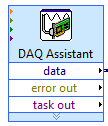 DAQ Assistant
data
error out
task out